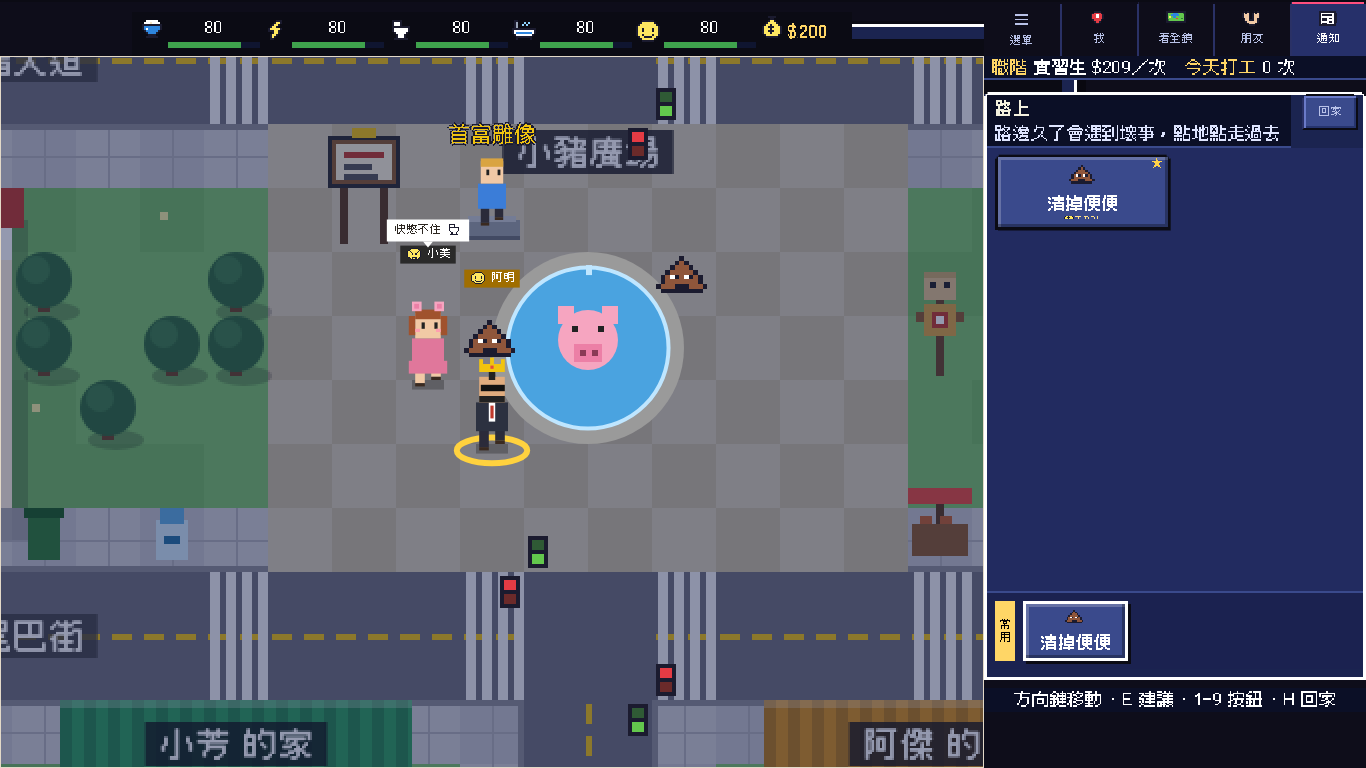 80
80
80
80
80
$200
選單
我
看全鎮
朋友
通知
職階 實習生 $209／次 今天打工 0 次
路上
路邊久了會遇到壞事，點地點走過去
回家
清掉便便
首富雕像
小豬廣場
快憋不住
小美
阿明
尾巴街
常用
清掉便便
方向鍵移動 · E 建議 · 1-9 按鈕 · H 回家
小芳 的家
阿傑 的